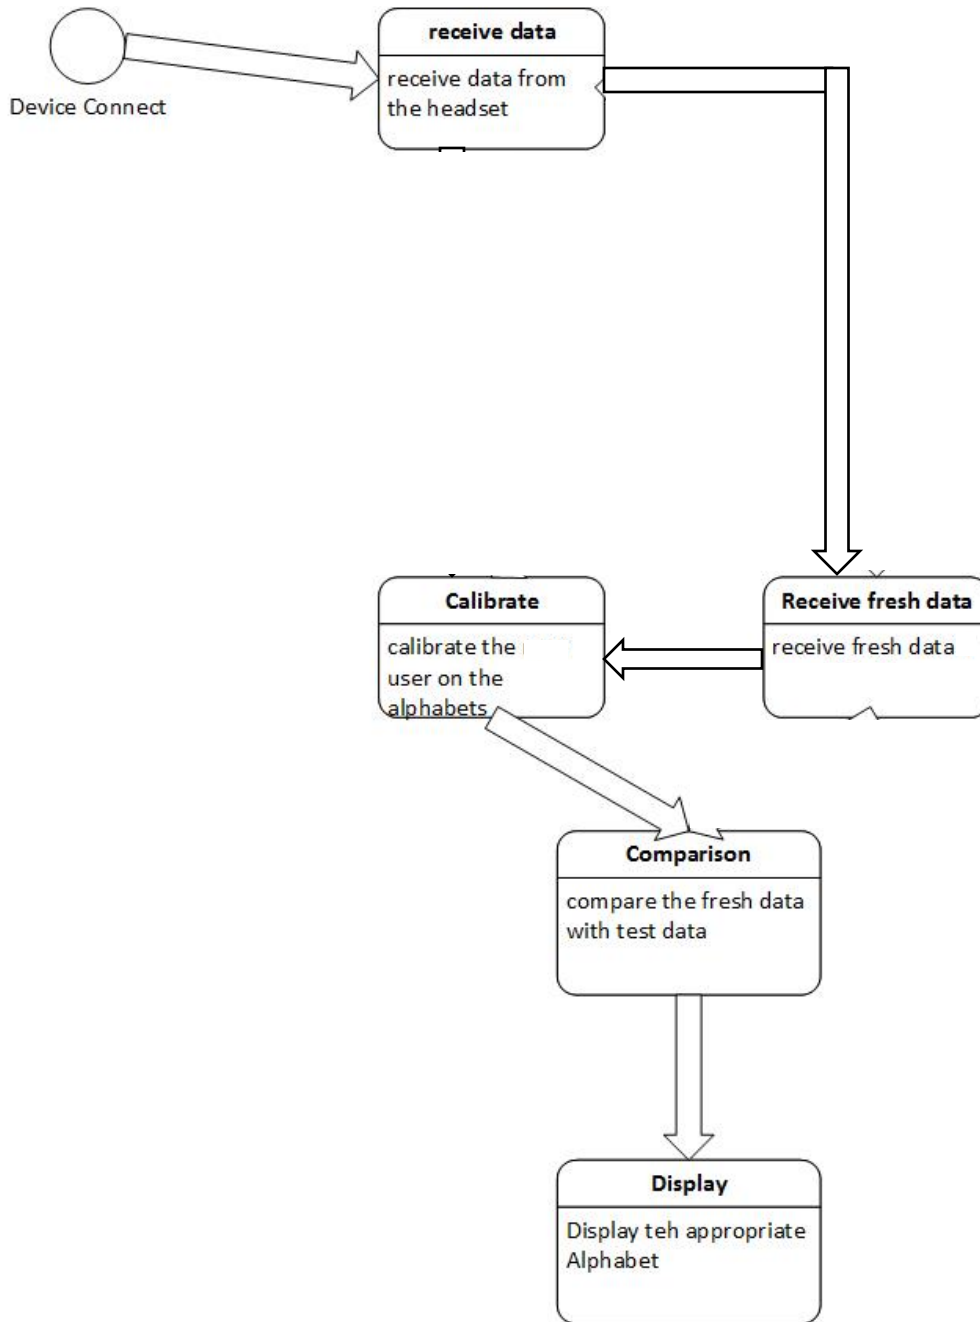 Device Connect
receive data
receive data from
the headset
Calibrate
calibrate the
user on the
alphabets
Receive fresh data
receive fresh data
Comparison
compare the fresh data
with test data
Display
Display teh appropriate
Alphabet